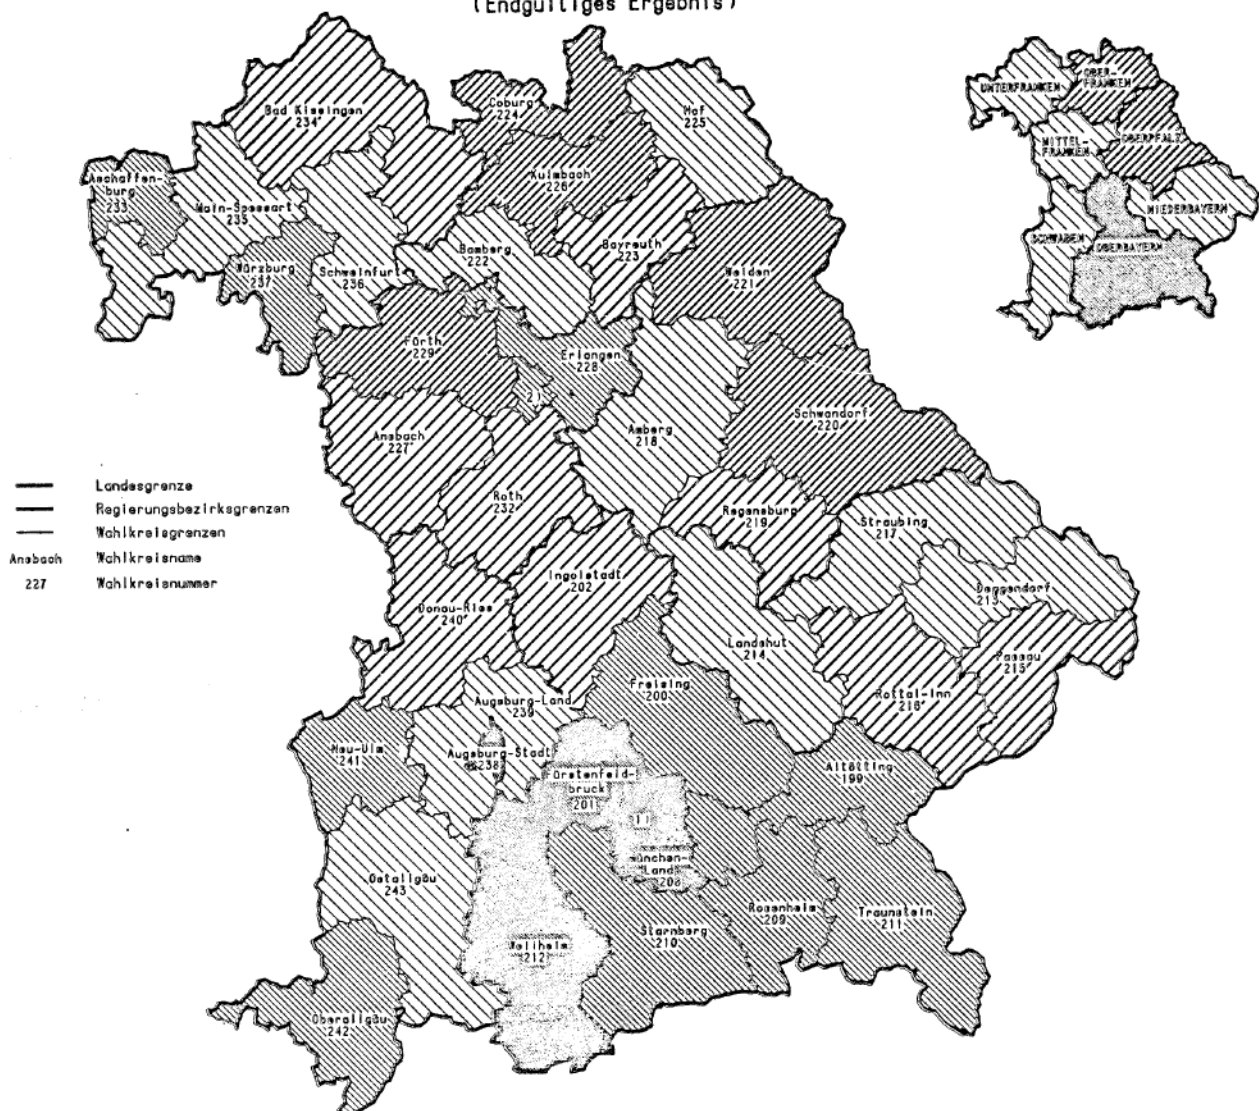 (Endgültiges Ergebnis)
Bad Kissingen
234
Coburg
224
Hof
225
Aschaffen-
burg
233
Main-Spessart
235
Kulmbach
226
Würzburg
237
Schweinfurt
236
Bamberg
222
Bayreuth
223
Weiden
221
Fürth
229
Erlangen
228
2)
Ansbach
227
Amberg
218
Schwandorf
220
Roth
232
Regensburg
219
Straubing
217
Deggendorf
213
Ingolstadt
202
Donau-Ries
240
Landshut
214
Passau
215
Rottal-Inn
216
Freising
200
Augsburg-Land
239
Neu-Ulm
241
Augsburg-Stadt
238
Fürstenfeld-
bruck
201
Altötting
199
1)
München-
Land
208
Ostallgäu
243
Rosenheim
209
Traunstein
211
Starnberg
210
Weilheim
212
Oberallgäu
242
UNTERFRANKEN
OBER-
FRANKEN
MITTEL-
FRANKEN
OBERPFALZ
NIEDERBAYERN
SCHWABEN
OBERBAYERN
Landesgrenze
Regierungsbezirksgrenzen
Wahlkreisgrenzen
Ansbach Wahlkreisname
227 Wahlkreisnummer